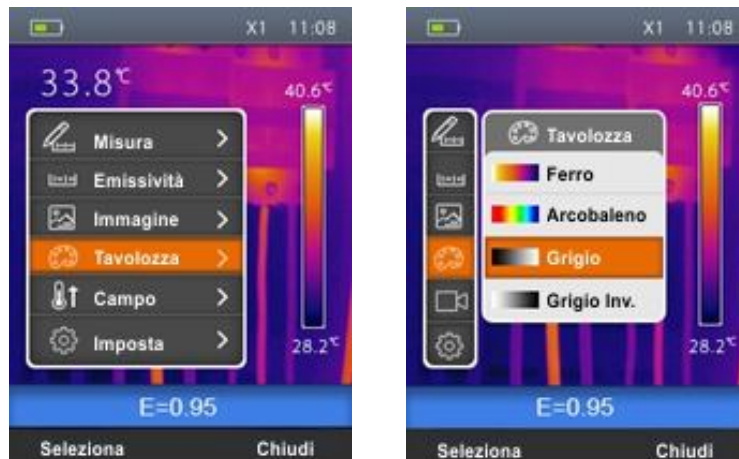 X1 11:08
33.8℃
40.6℃
Misura
Emissività
Immagine
Tavolozza
Campo
Imposta
28.2℃
E=0.95
Seleziona Chiudi
X1 11:08
40.6℃
Tavolozza
Ferro
Arcobaleno
Grigio
Grigio Inv.
28.2℃
E=0.95
Seleziona Chiudi